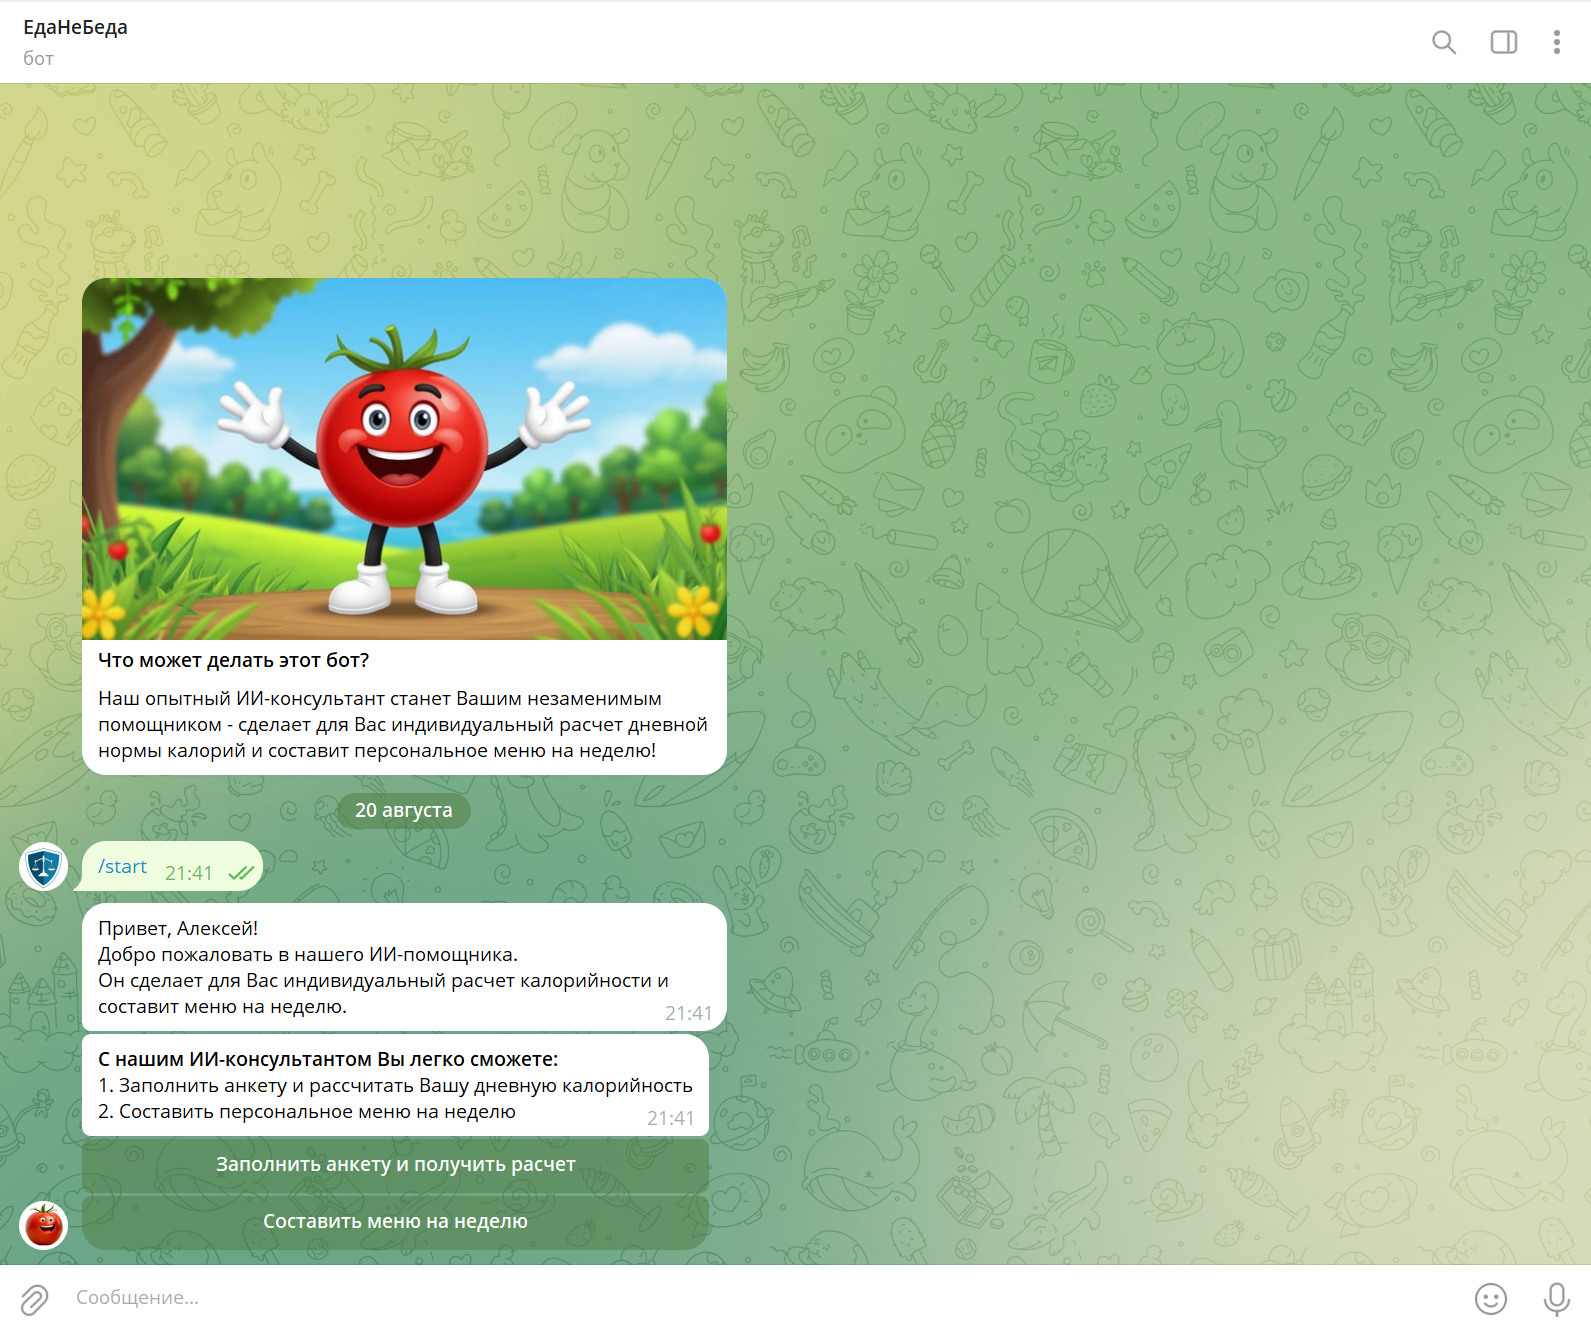 ЕдаНеБеда
бот
Что может делать этот бот?
Наш опытный ИИ-консультант станет Вашим незаменимым
помощником - сделает для Вас индивидуальный расчет дневной
нормы калорий и составит персональное меню на неделю!
20 августа
/start 21:41
Привет, Алексей!
Добро пожаловать в нашего ИИ-помощника.
Он сделает для Вас индивидуальный расчет калорийности и
составит меню на неделю.
21:41
С нашим ИИ-консультантом Вы легко сможете:
1. Заполнить анкету и рассчитать Вашу дневную калорийность
2. Составить персональное меню на неделю
21:41
Заполнить анкету и получить расчет
Составить меню на неделю
Сообщение...